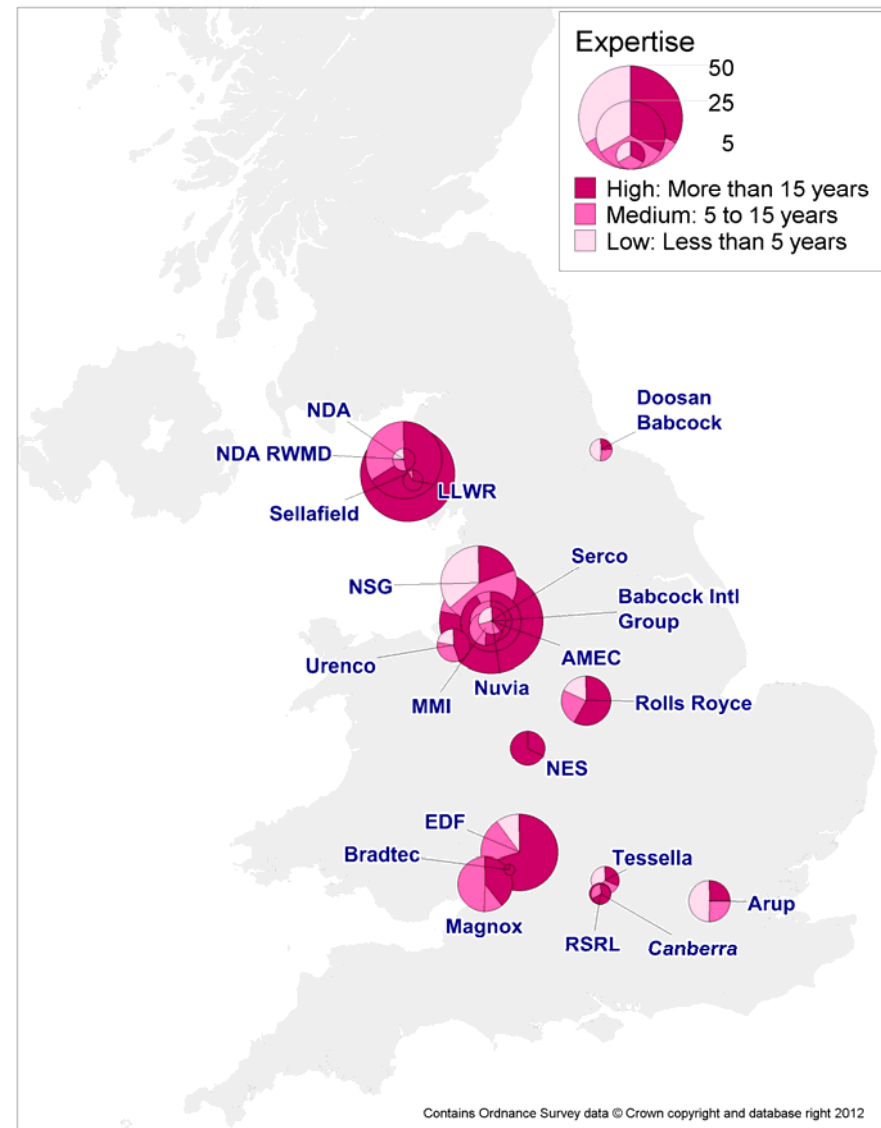 Expertise
50
25
5
High: More than 15 years
Medium: 5 to 15 years
Low: Less than 5 years
Doosan
Babcock
NDA
NDA RWMD
LLWR
Sellafield
Serco
NSG
Babcock Intl
Group
AMEC
Urenco
Nuvia
MMI
Rolls Royce
NES
EDF
Bradtec
Tessella
Arup
Magnox
RSRL
Canberra
Contains Ordnance Survey data © Crown copyright and database right 2012